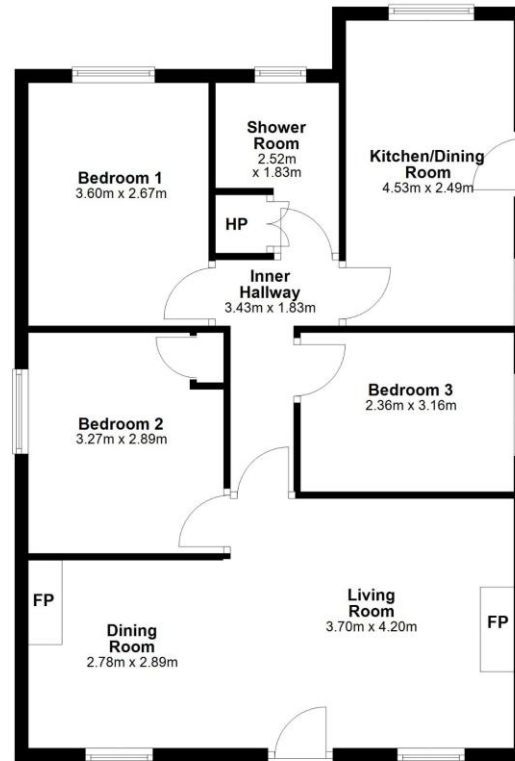 Shower
Room
2.52m
x 1.83m
Kitchen/Dining
Room
4.53m x 2.49m
Bedroom 1
3.60m x 2.67m
HP
Inner
Hallway
3.43m x 1.83m
Bedroom 2
3.27m x 2.89m
Bedroom 3
2.36m x 3.16m
FP
Dining
Room
2.78m x 2.89m
Living
Room
3.70m x 4.20m
FP